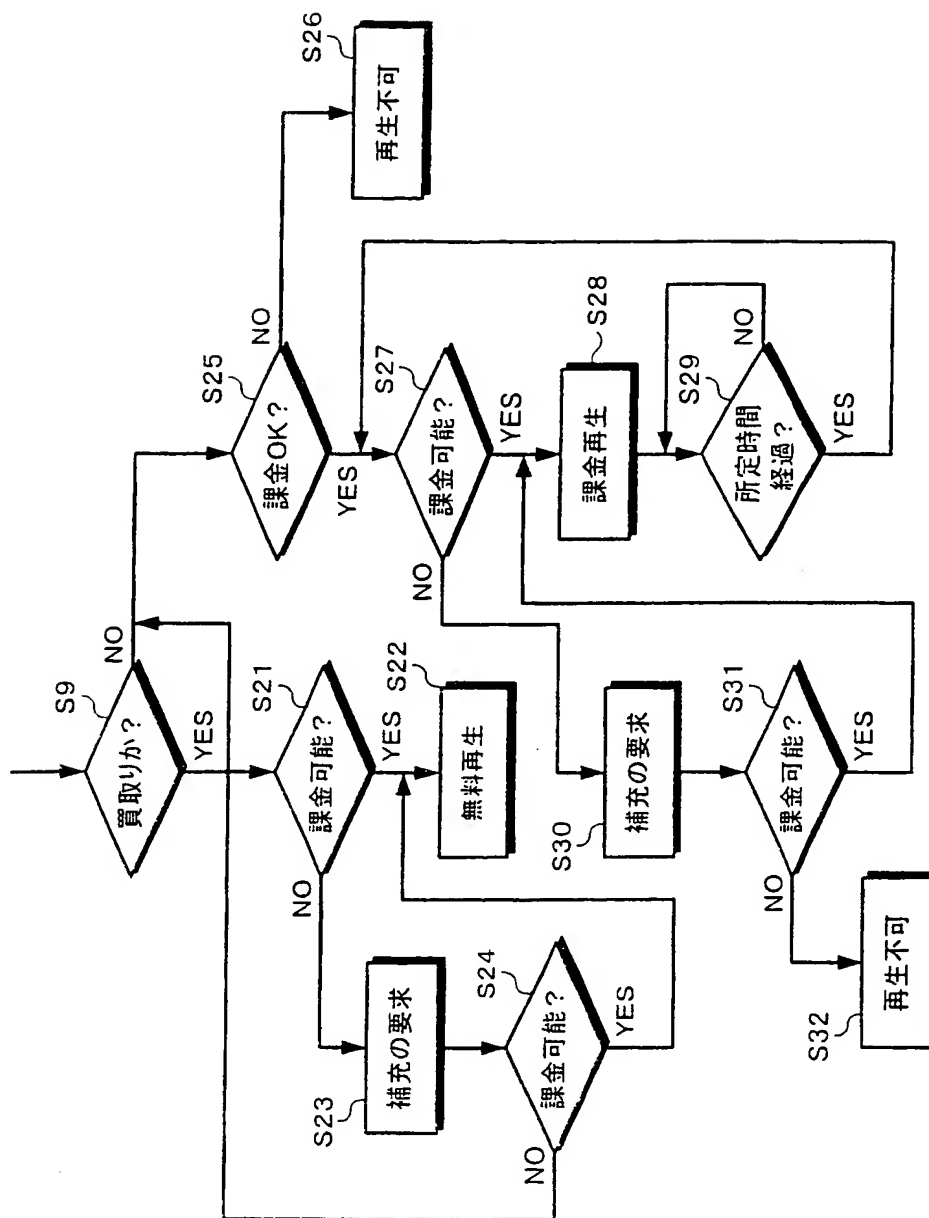 S9
買取りか?
NO
YES
S21
課金可能?
NO
YES
S22
無料再生
S23
補充の要求
S24
課金可能?
NO
YES
S25
課金OK?
NO
YES
S26
再生不可
S27
課金可能?
NO
YES
S28
課金再生
S29
所定時間
経過?
NO
YES
S30
補充の要求
S31
課金可能?
NO
YES
S32
再生不可